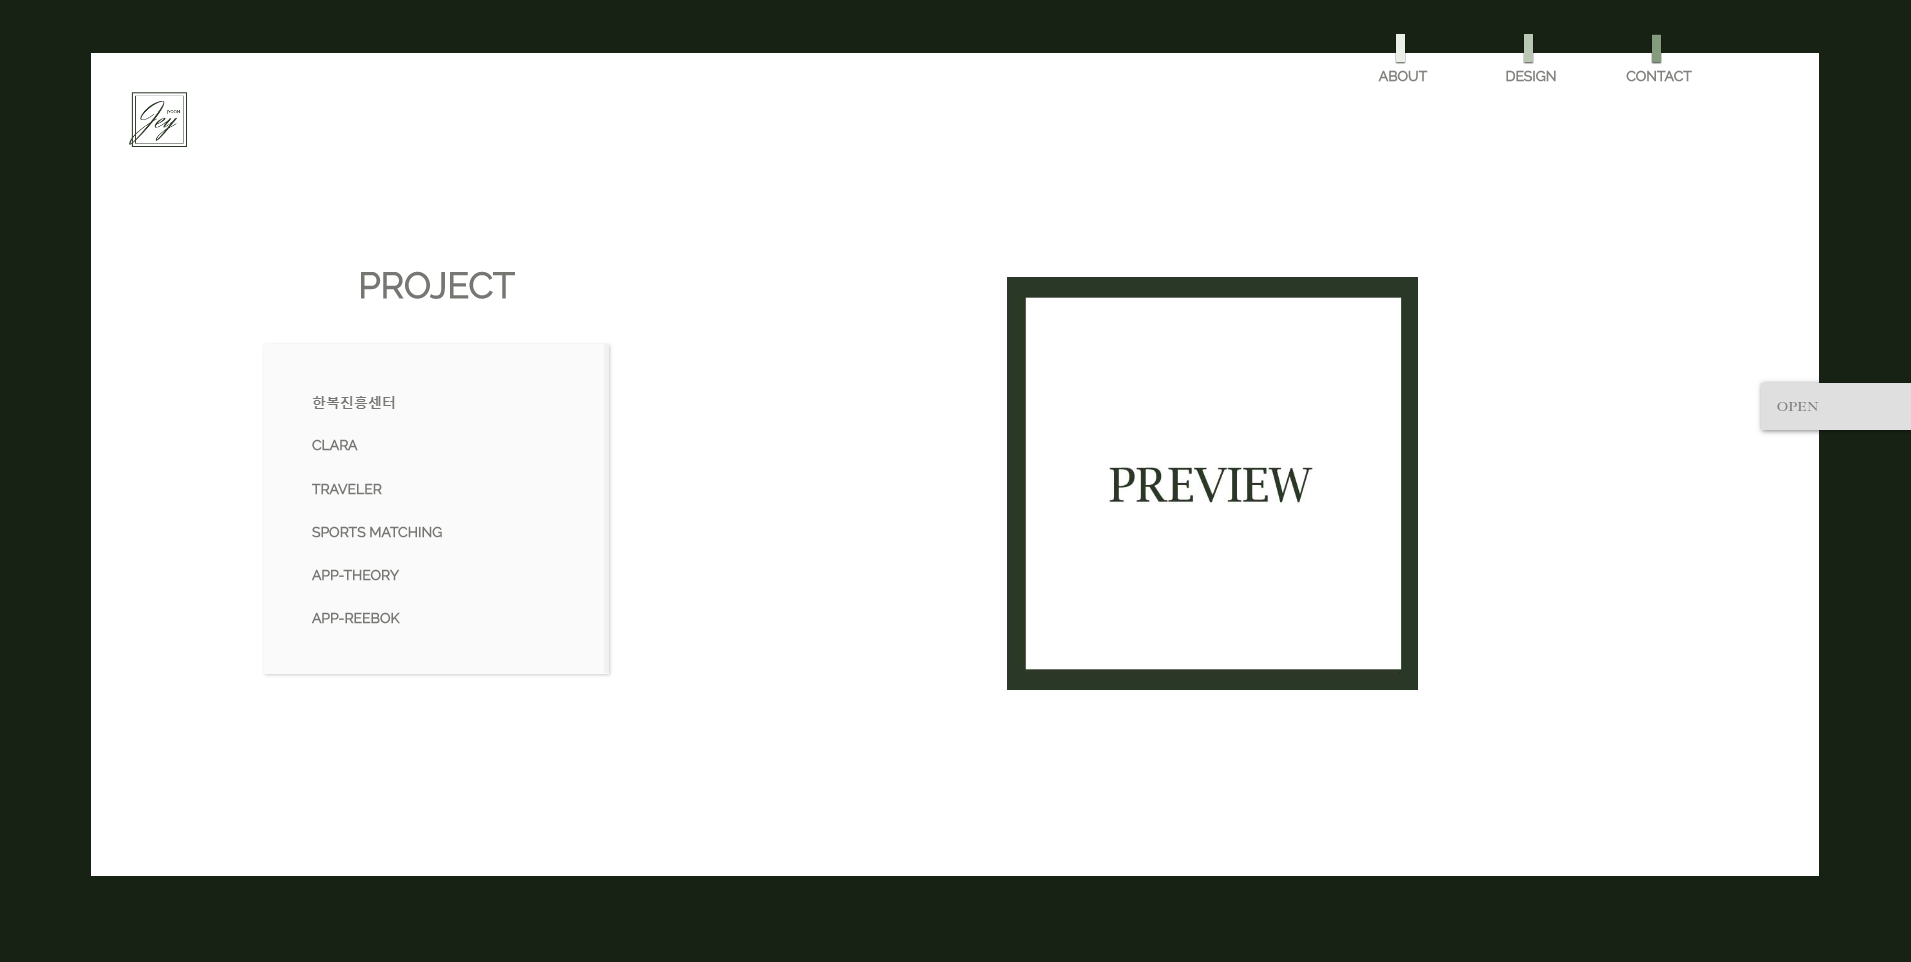 ABOUT
DESIGN
CONTACT
Jey
PROJECT
한복진흥센터
CLARA
TRAVELER
SPORTS MATCHING
APP-THEORY
APP-REEBOK
PREVIEW
OPEN